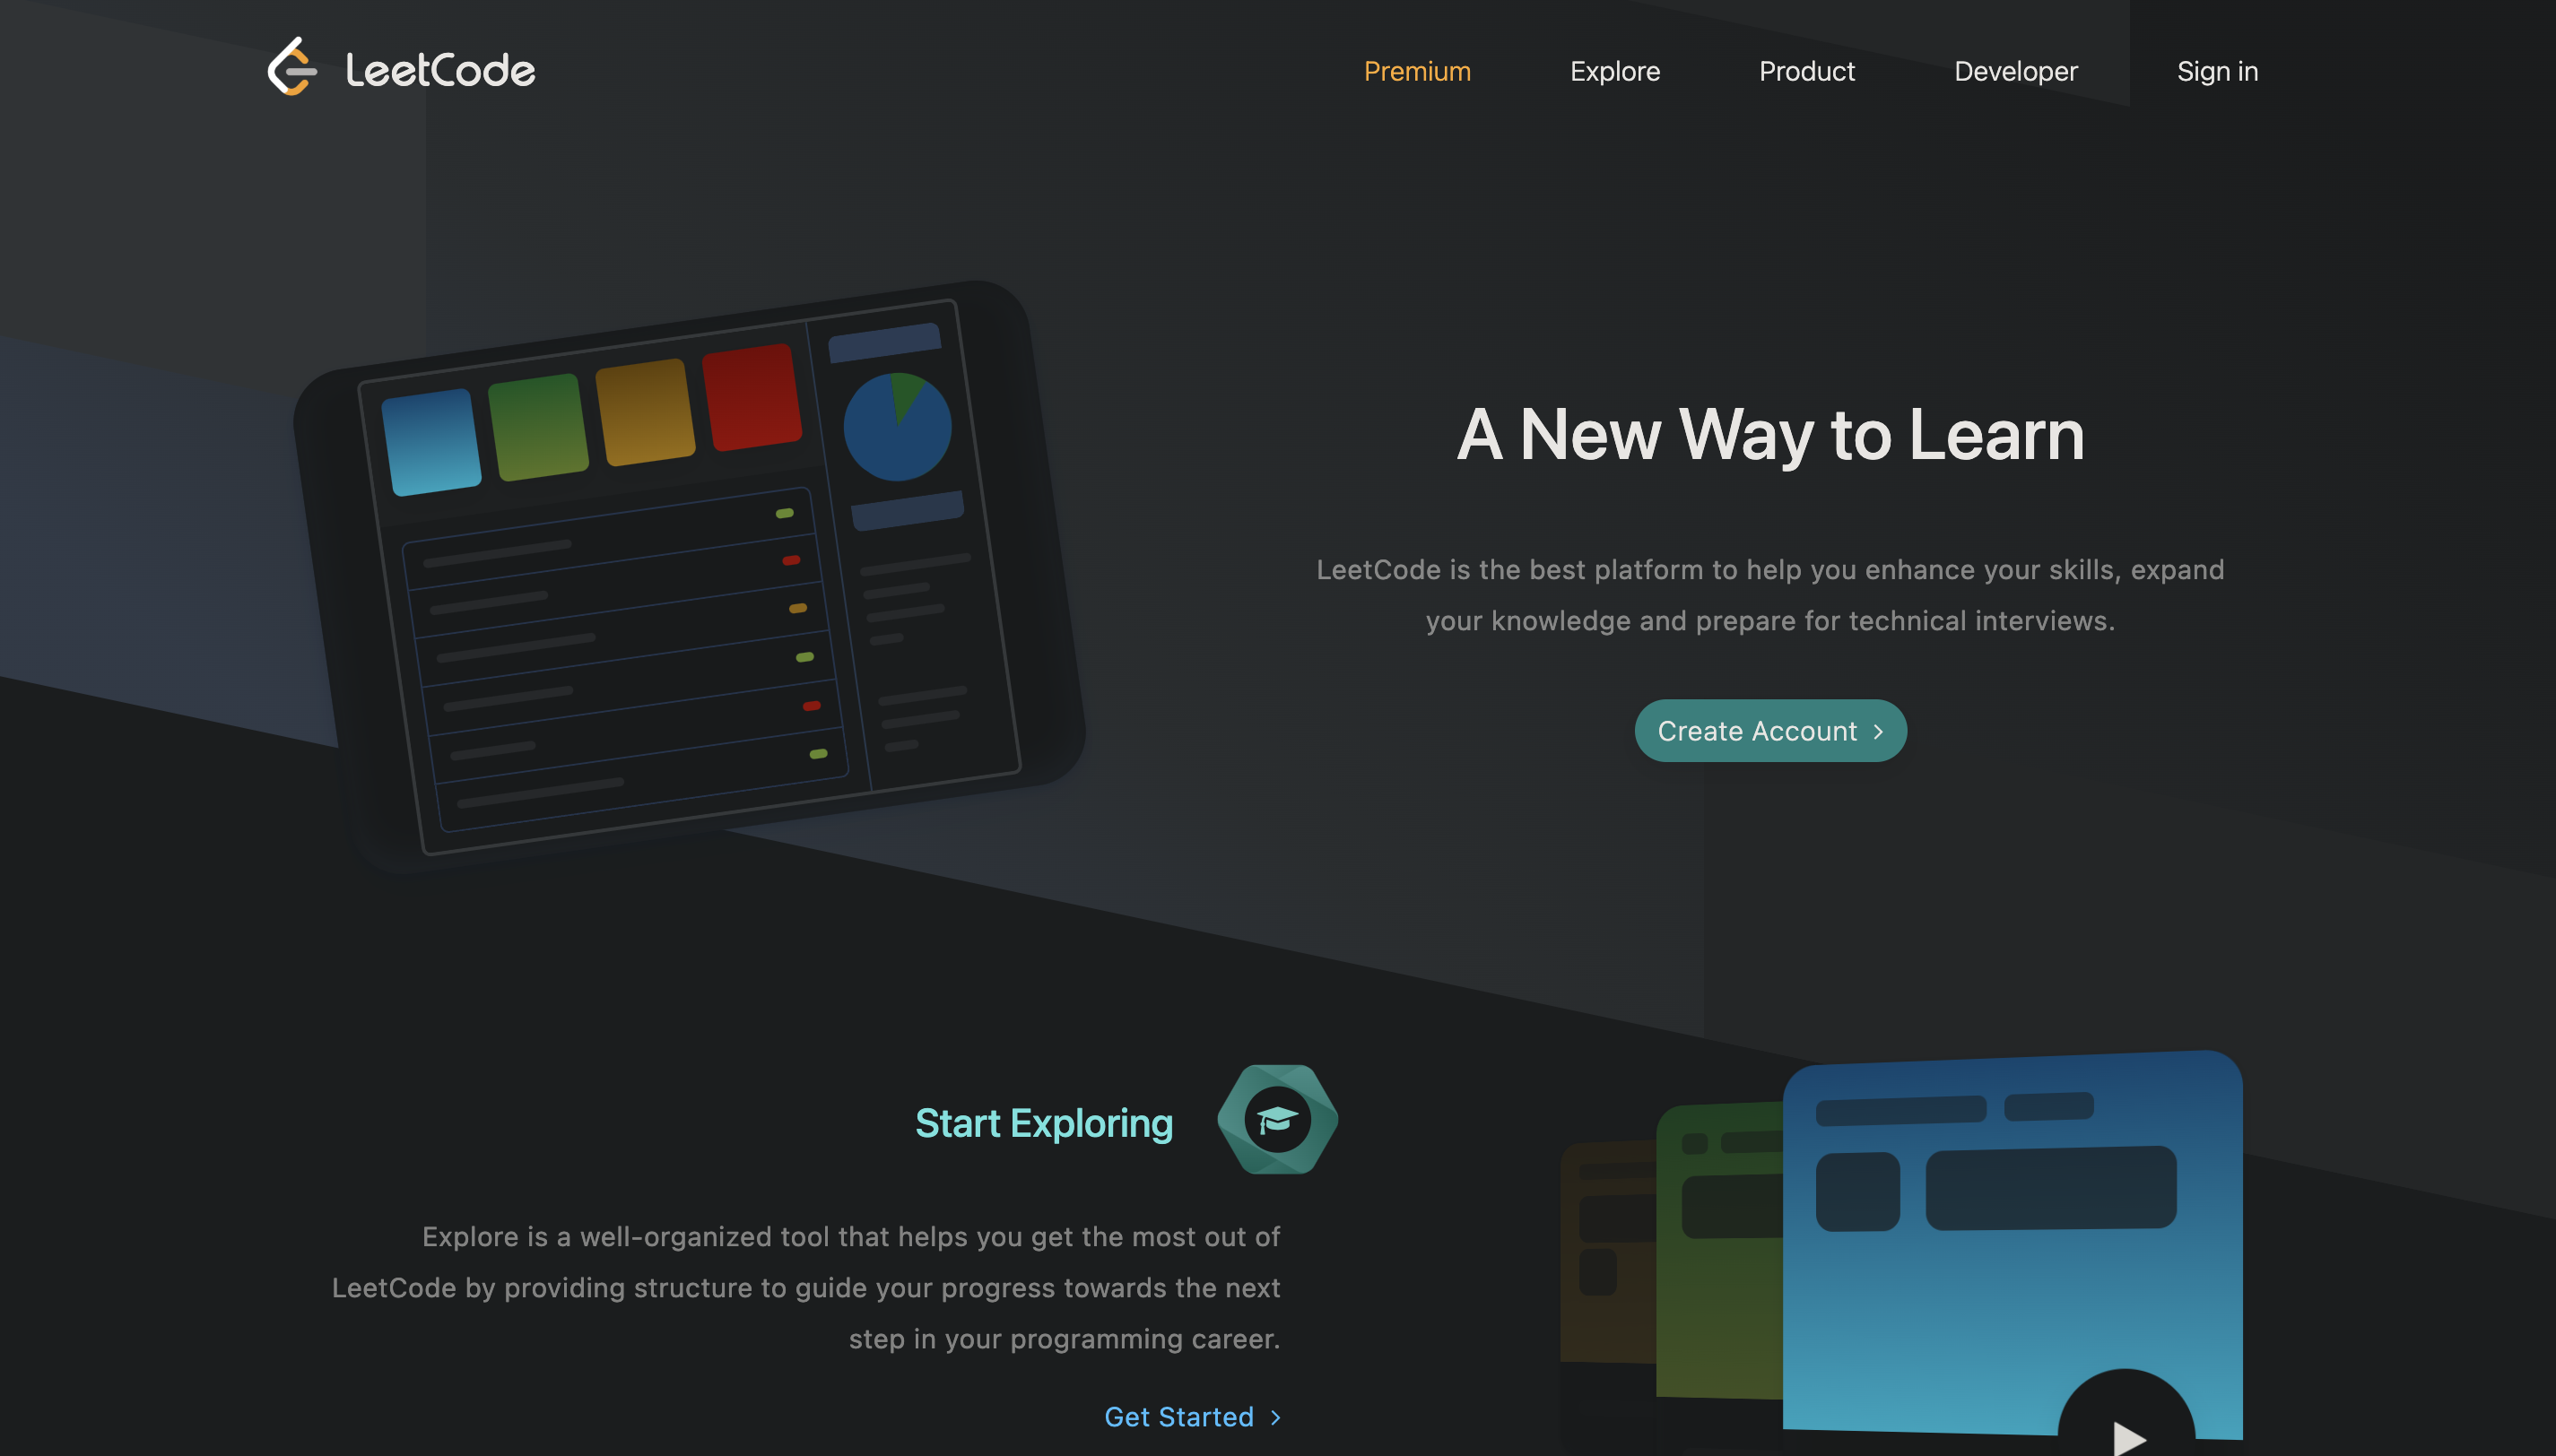 LeetCode
Premium
Explore
Product
Developer
Sign in
A New Way to Learn
LeetCode is the best platform to help you enhance your skills, expand
your knowledge and prepare for technical interviews.
Create Account
Start Exploring
Explore is a well-organized tool that helps you get the most out of
LeetCode by providing structure to guide your progress towards the next
step in your programming career.
Get Started